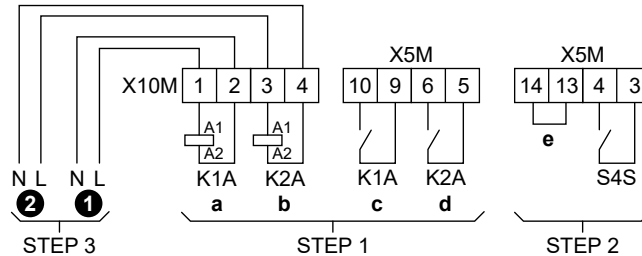 X5M X5M
X10M 1 2 3 4 10 9 6 5 14 13 4 3
A1 A1
A2 A2
e
N L N L K1A K2A K1A K2A S4S
2 1 a b c d
STEP 3 STEP 1 STEP 2